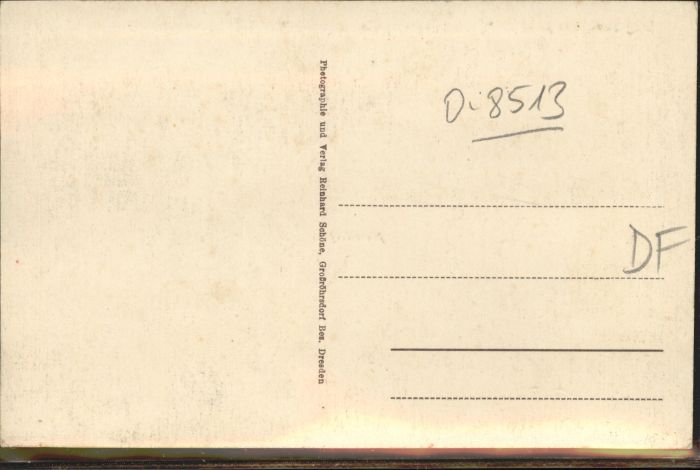 Photographie und Verlag Reinhard Schöne, Großröhrsdorf Bez. Dresden
D-8513
DF